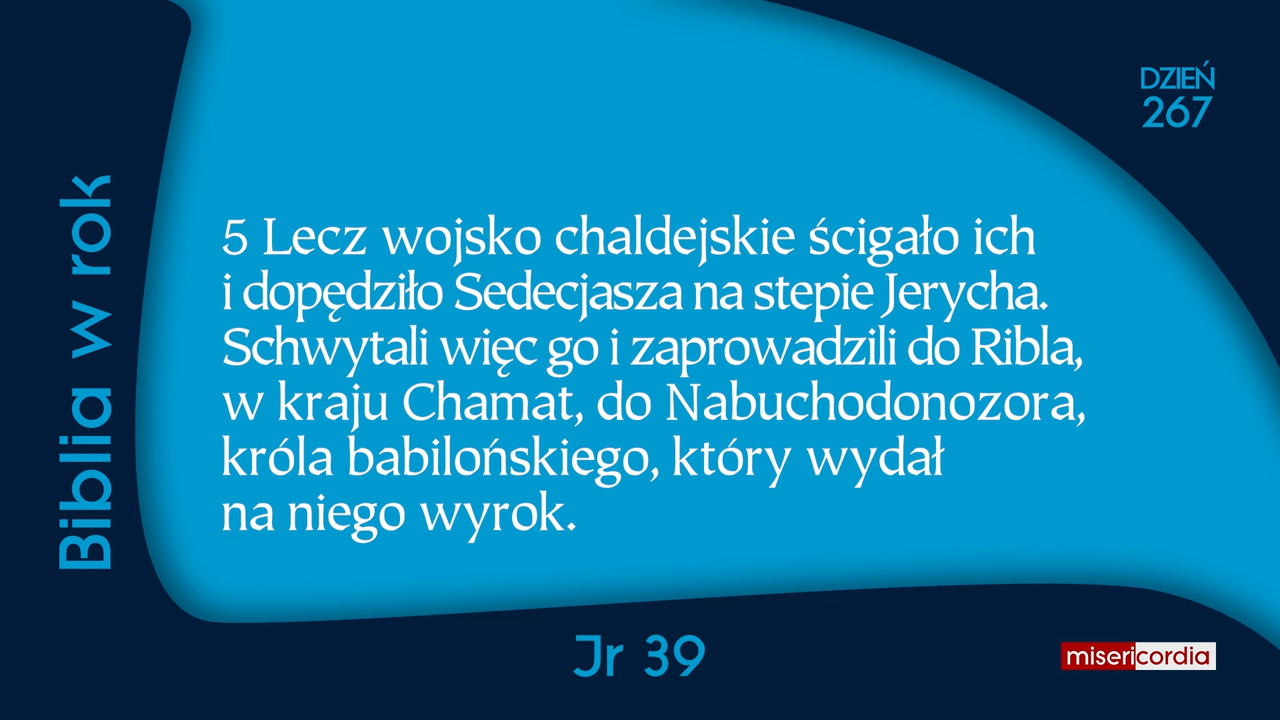 DZIEŃ
267
Biblia w rok
5 Lecz wojsko chaldejskie ścigało ich
i dopędziło Sedecjasza na stepie Jerycha.
Schwytali więc go i zaprowadzili do Ribla,
w kraju Chamat, do Nabuchodonozora,
króla babilońskiego, który wydał
na niego wyrok.
Jr 39
misericordia